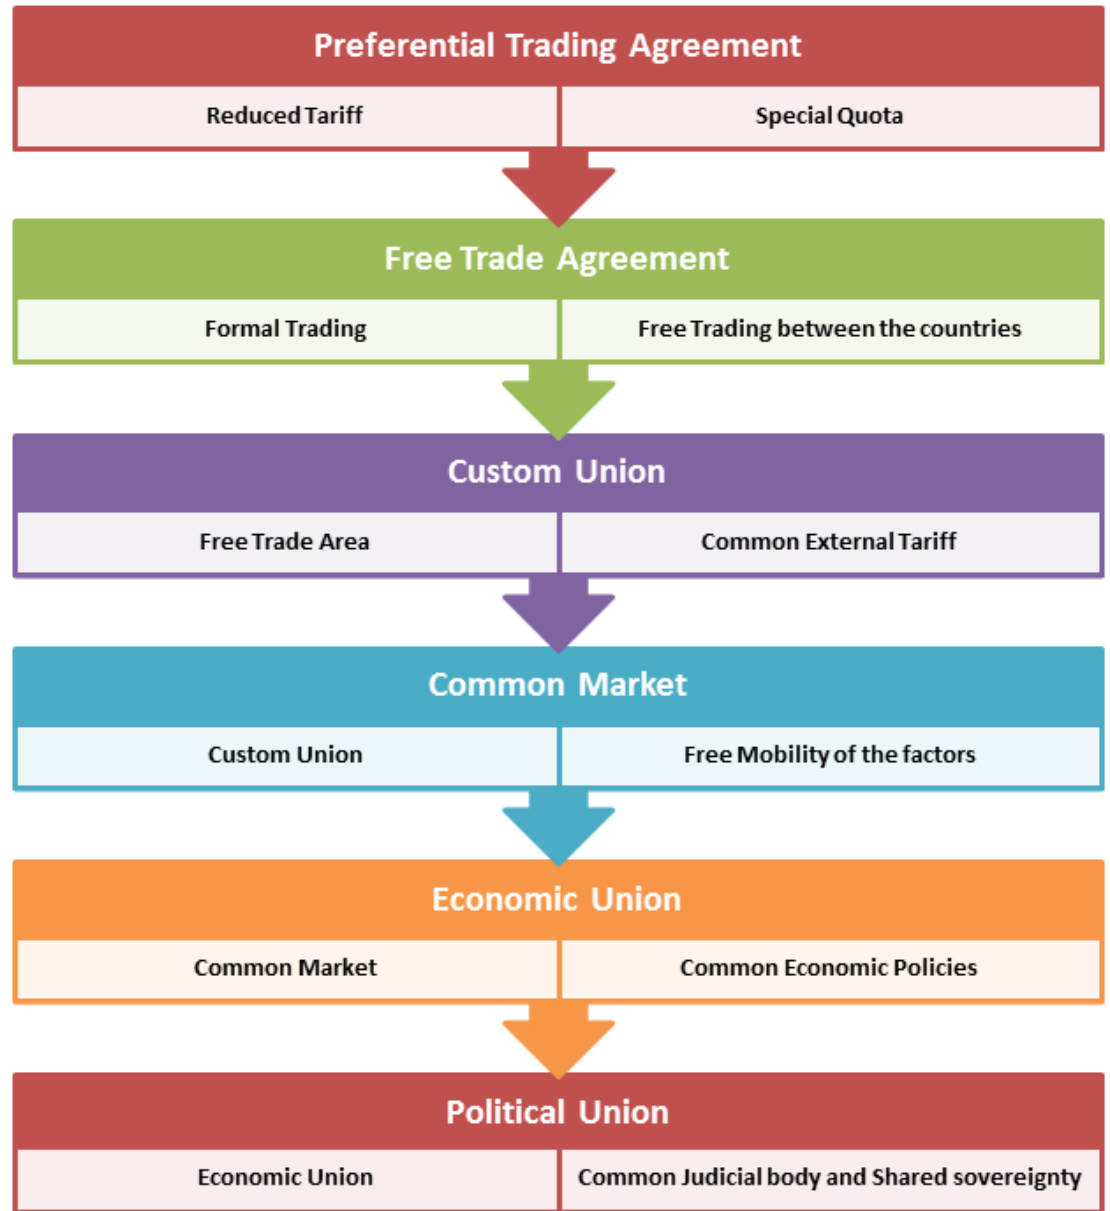 Preferential Trading Agreement
Reduced Tariff
Special Quota
Free Trade Agreement
Formal Trading
Free Trading between the countries
Custom Union
Free Trade Area
Common External Tariff
Common Market
Custom Union
Free Mobility of the factors
Economic Union
Common Market
Common Economic Policies
Political Union
Economic Union
Common Judicial body and Shared sovereignty